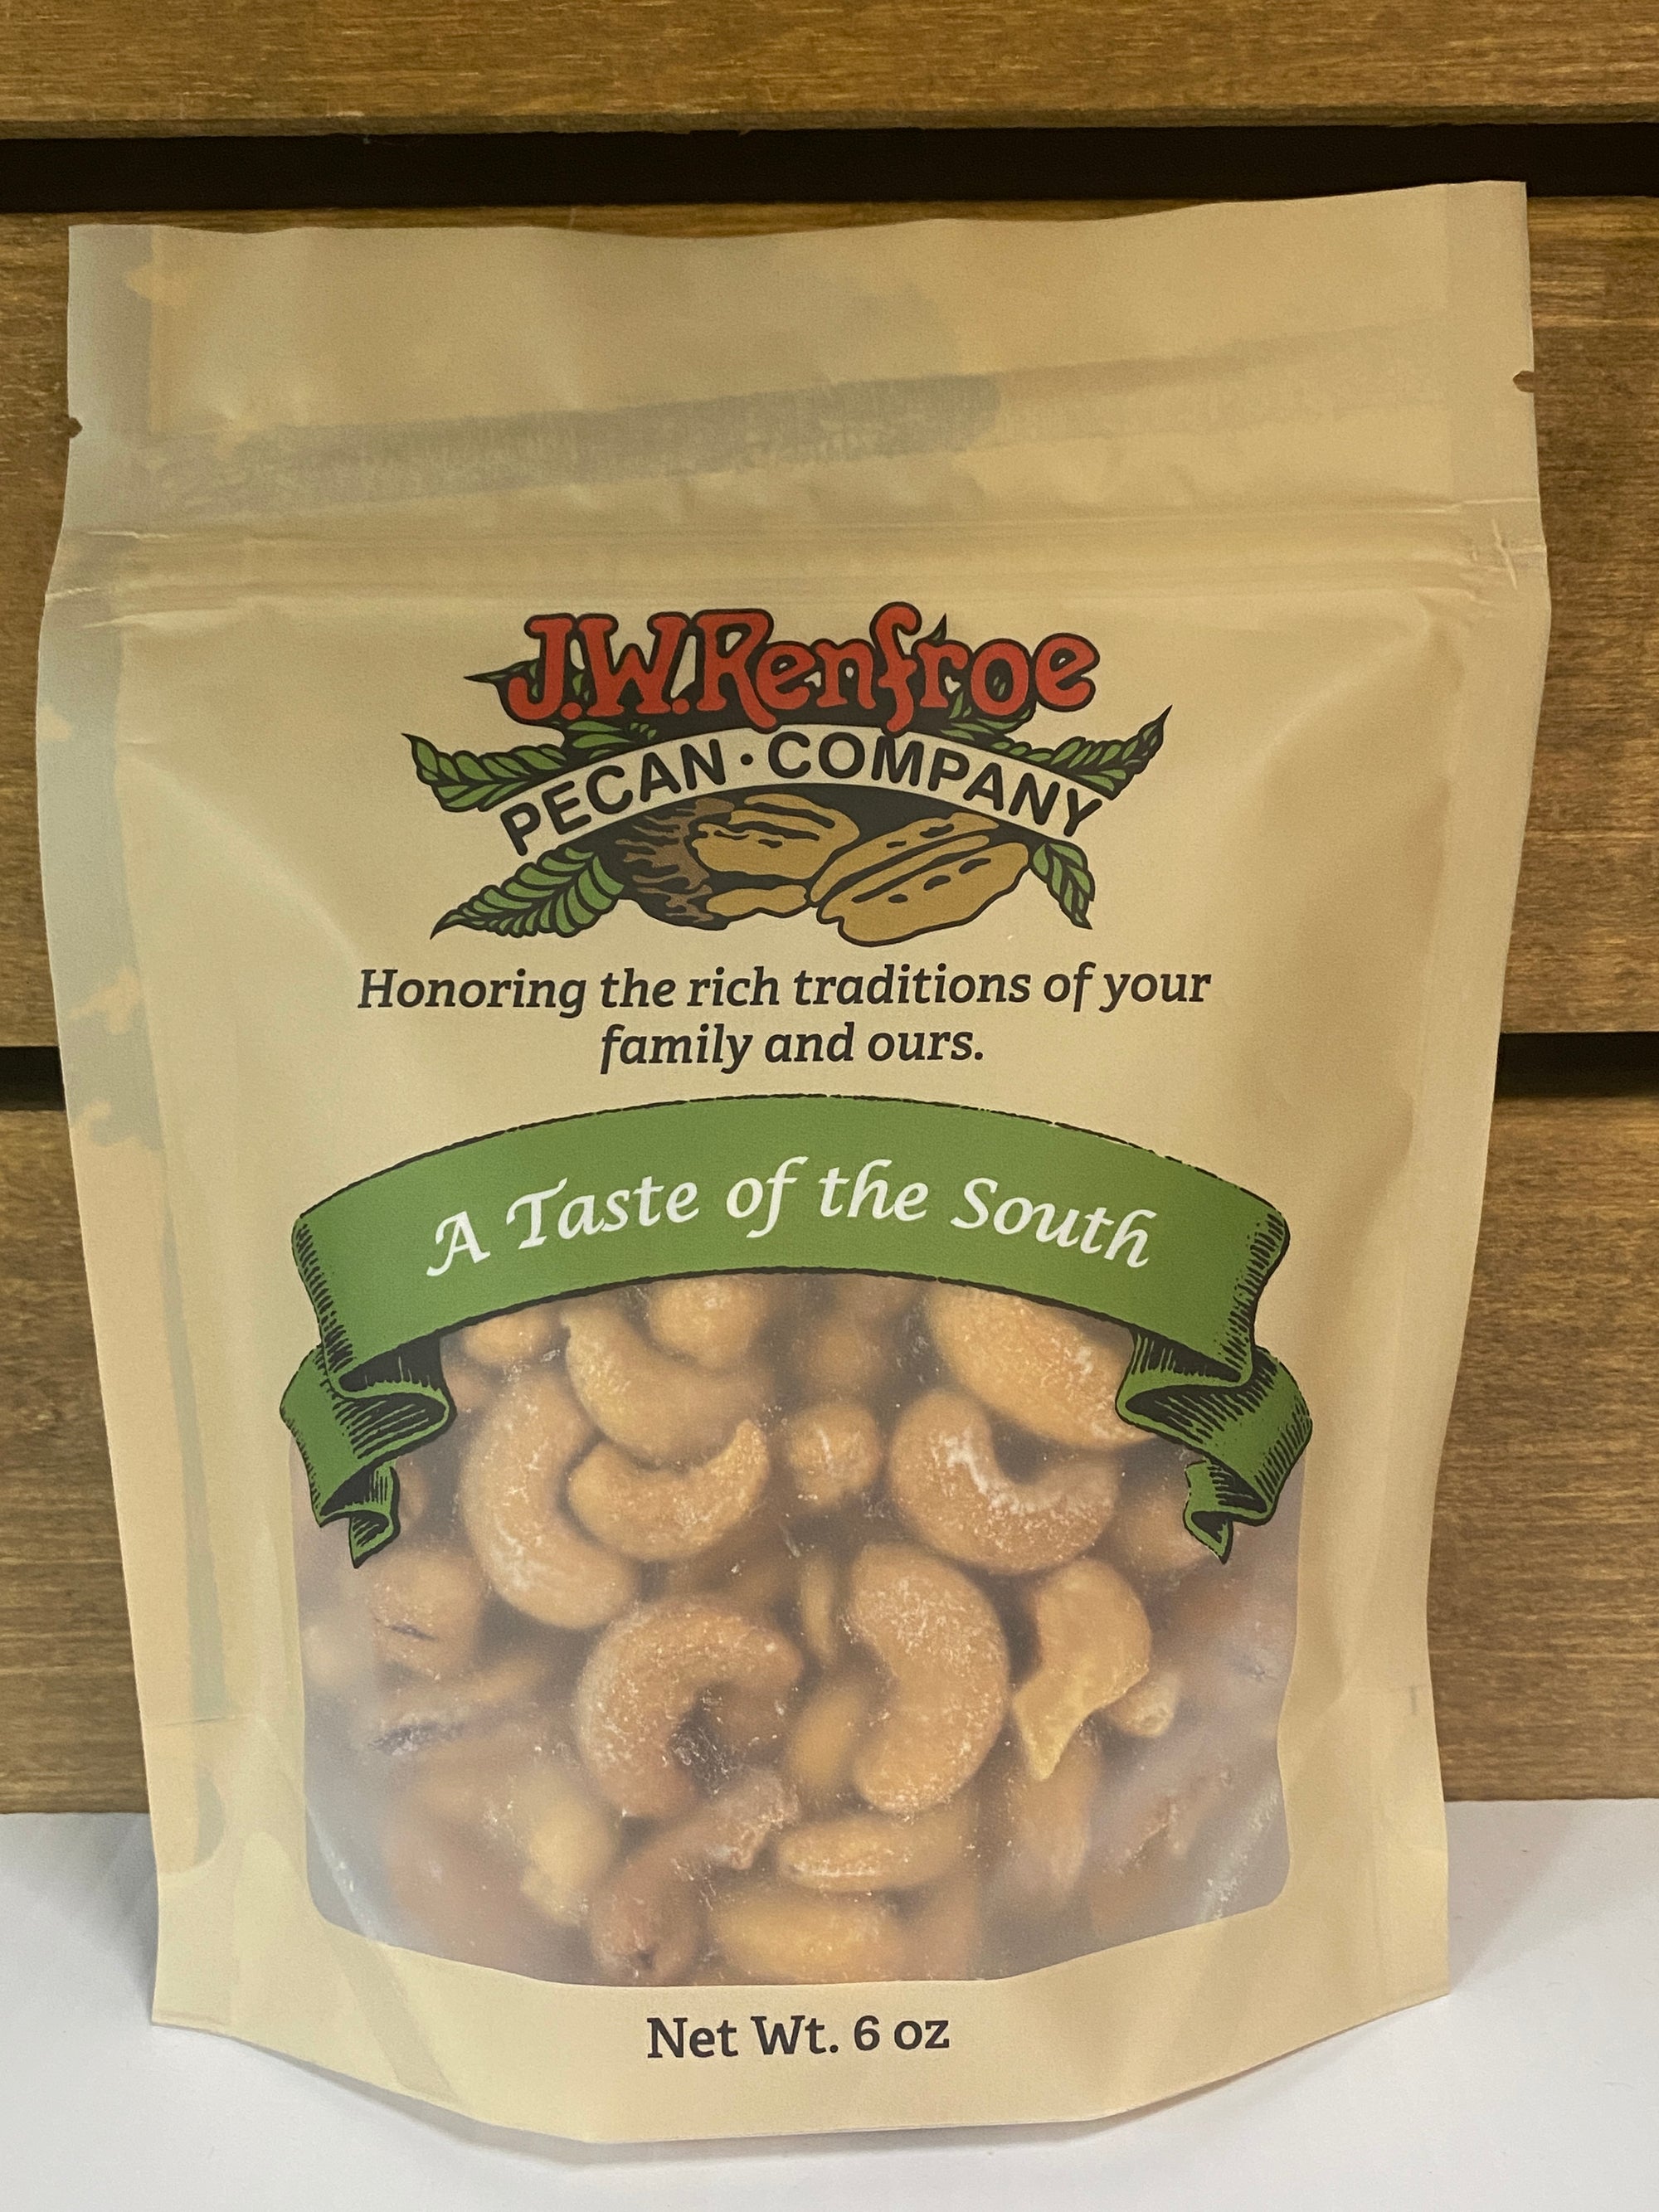 J.W.Renfroe
PECAN · COMPANY
Honoring the rich traditions of your
family and ours.
A Taste of the South
Net Wt. 6 oz